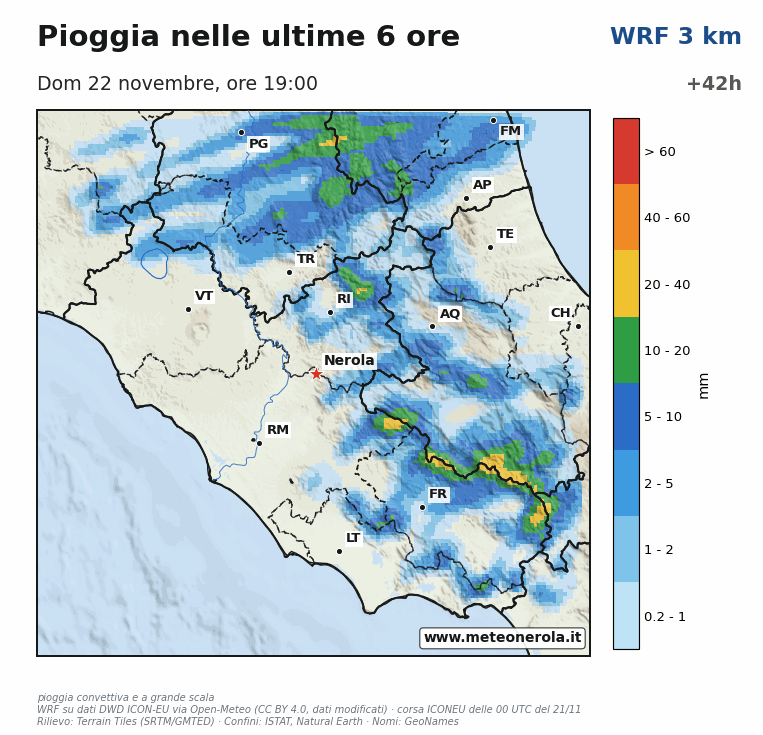 Pioggia nelle ultime 6 ore
WRF 3 km
Dom 22 novembre, ore 19:00
+42h
FM
PG
> 60
AP
40 - 60
TE
TR
20 - 40
VT
RI
AQ
CH
10 - 20
Nerola
mm
5 - 10
RM
2 - 5
FR
LT
1 - 2
0.2 - 1
www.meteonerola.it
pioggia convettiva e a grande scala
WRF su dati DWD ICON-EU via Open-Meteo (CC BY 4.0, dati modificati) · corsa ICONEU delle 00 UTC del 21/11
Rilievo: Terrain Tiles (SRTM/GMTED) · Confini: ISTAT, Natural Earth · Nomi: GeoNames